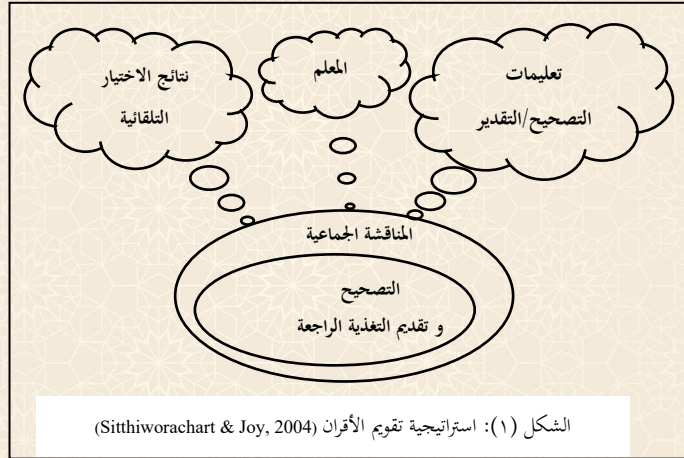 تعليمات
التصحيح/التقدير
المعلم
نتائج الاختيار
التلقائية
المناقشة الجماعية
التصحيح
و تقديم التغذية الراجعة
الشكل (١): استراتيجية تقويم الأقران (Sitthiworachart & Joy, 2004)